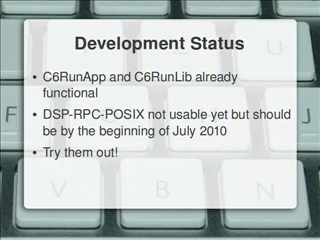 Development Status
• C6RunApp and C6RunLib already
functional
• DSP-RPC-POSIX not usable yet but should
be by the beginning of July 2010
• Try them out!
F
G
V
B
N